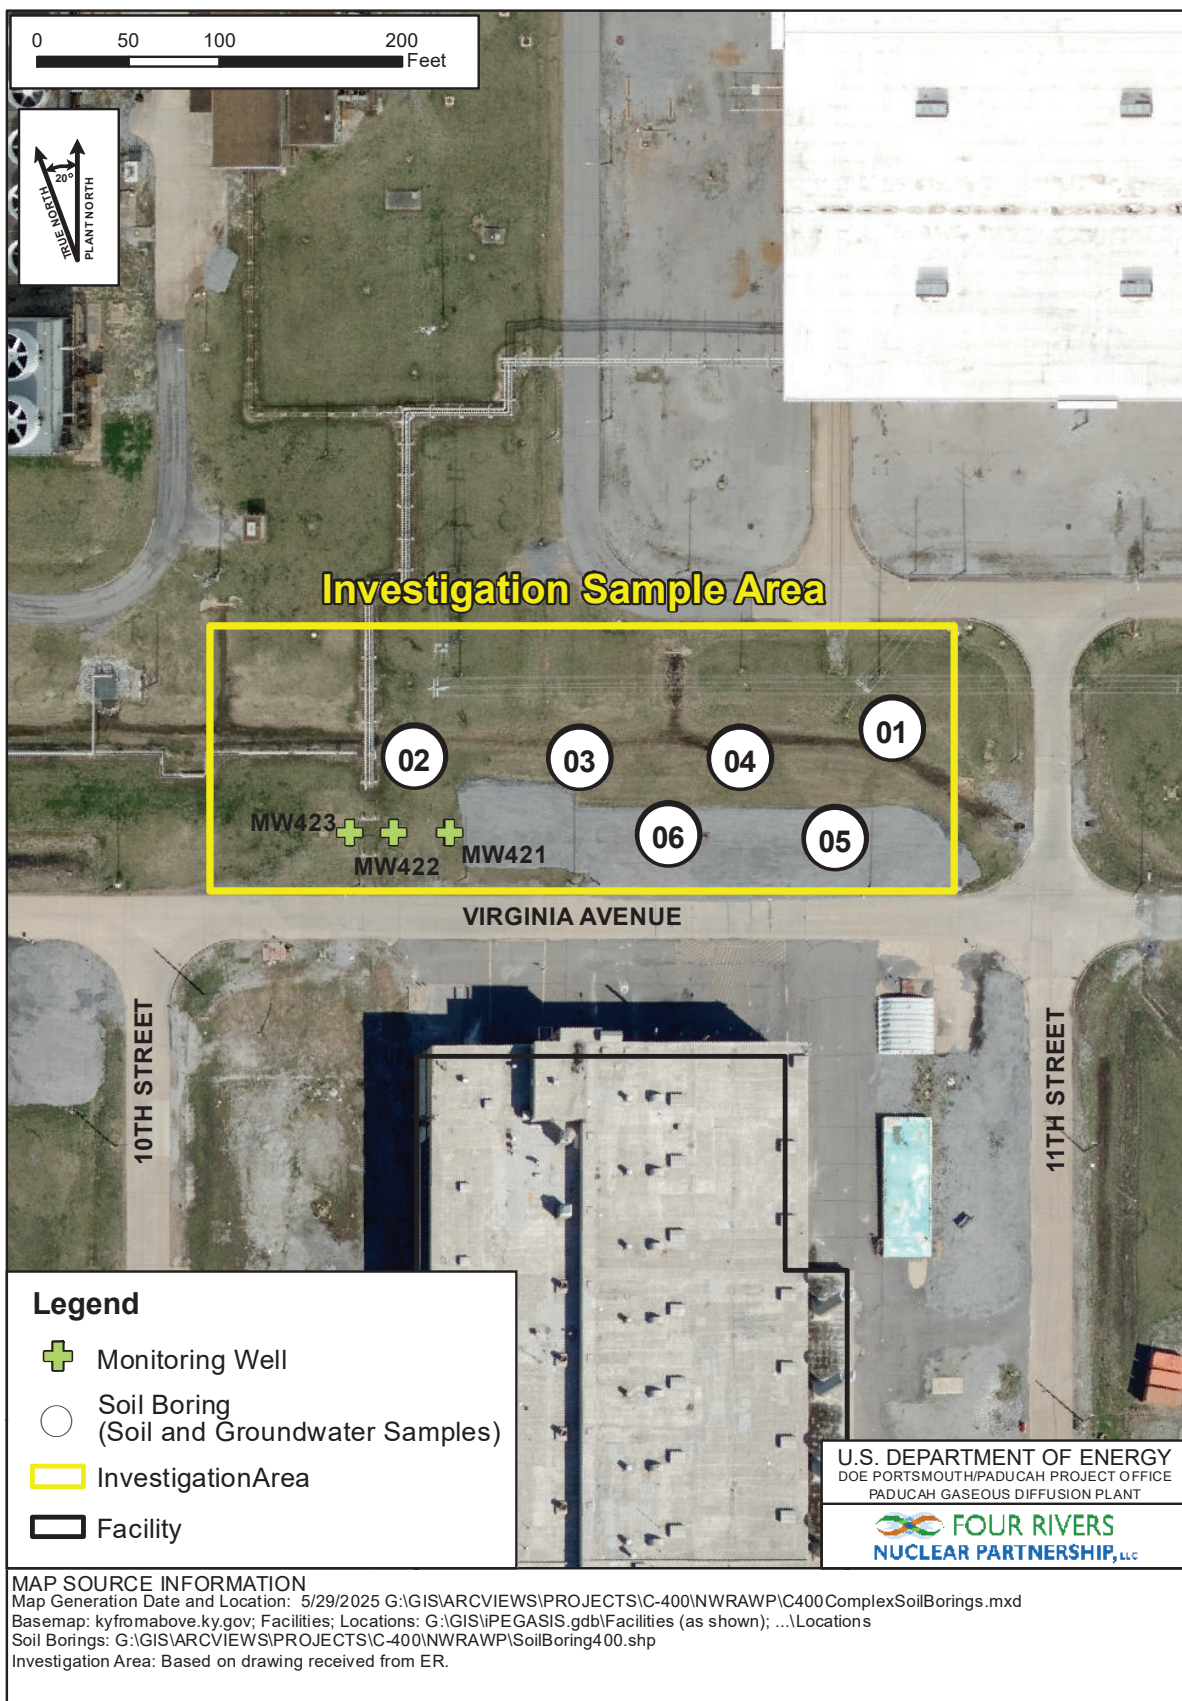 0 50 100 200
Feet
20°
TRUE NORTH
PLANT NORTH
Investigation Sample Area
01
02
03
04
05
06
MW423
MW422
MW421
VIRGINIA AVENUE
10TH STREET
11TH STREET
Legend
Monitoring Well
Soil Boring
(Soil and Groundwater Samples)
InvestigationArea
Facility
U.S. DEPARTMENT OF ENERGY
DOE PORTSMOUTH/PADUCAH PROJECT OFFICE
PADUCAH GASEOUS DIFFUSION PLANT
FOUR RIVERS
NUCLEAR PARTNERSHIP, LLC
MAP SOURCE INFORMATION
Map Generation Date and Location: 5/29/2025 G:\GIS\ARCVIEWS\PROJECTS\C-400\NWRAWP\C400ComplexSoilBorings.mxd
Basemap: kyfromabove.ky.gov; Facilities; Locations: G:\GIS\iPEGASIS.gdb\Facilities (as shown); ...\Locations
Soil Borings: G:\GIS\ARCVIEWS\PROJECTS\C-400\NWRAWP\SoilBoring400.shp
Investigation Area: Based on drawing received from ER.